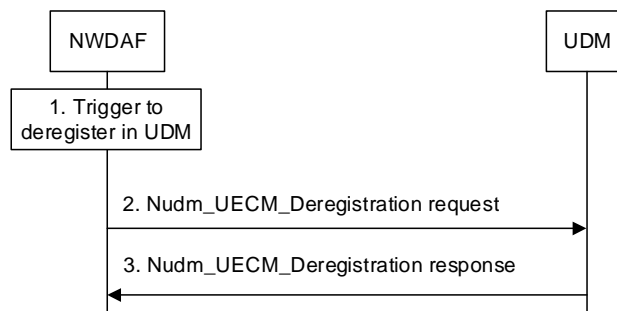 NWDAF
UDM
1. Trigger to
deregister in UDM
2. Nudm_UECM_Deregistration request
3. Nudm_UECM_Deregistration response